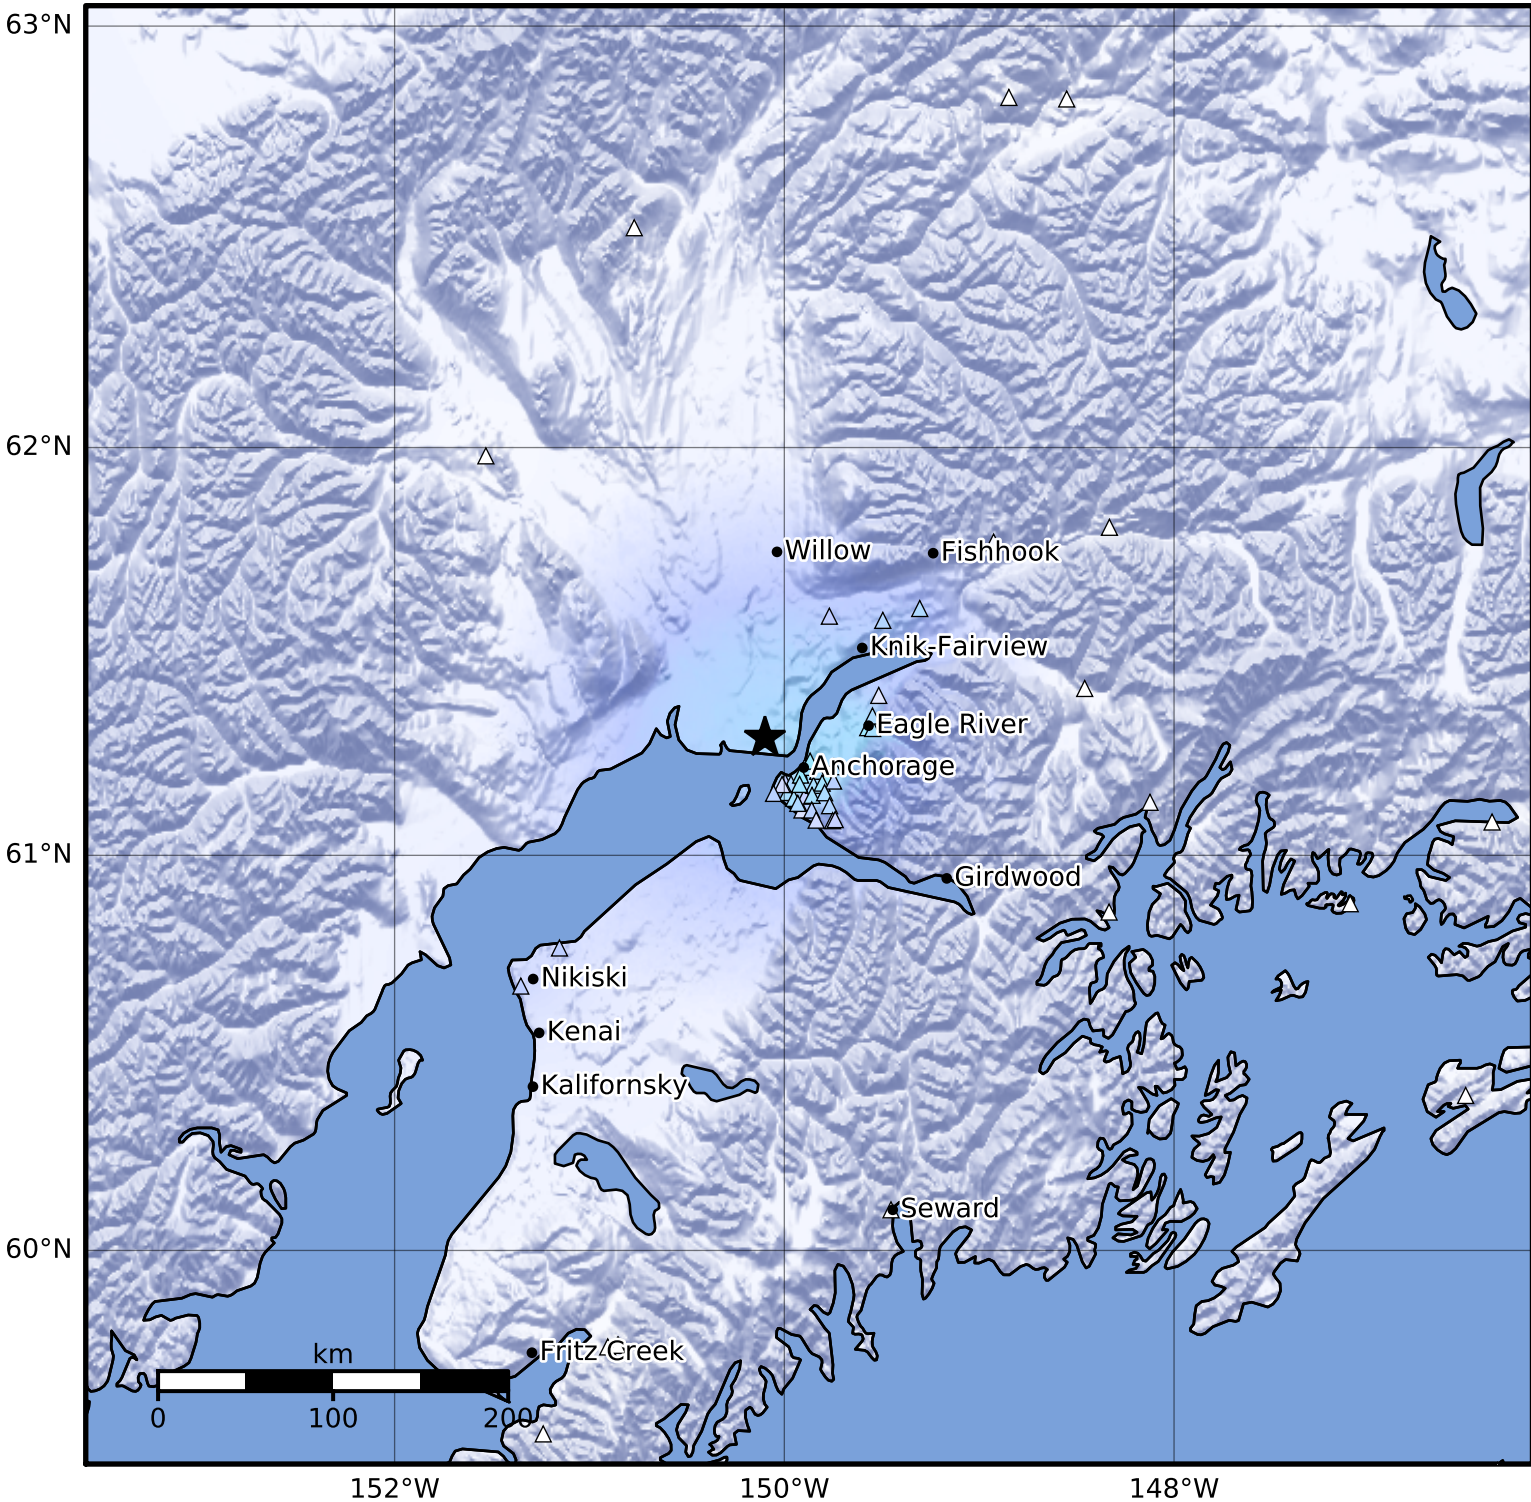 63°N
62°N
Willow
Fishhook
Knik-Fairview
Eagle River
Anchorage
61°N
Girdwood
Nikiski
Kenai
Kalifornsky
Seward
60°N
Fritz Creek
km
0
100
200
152°W
150°W
148°W